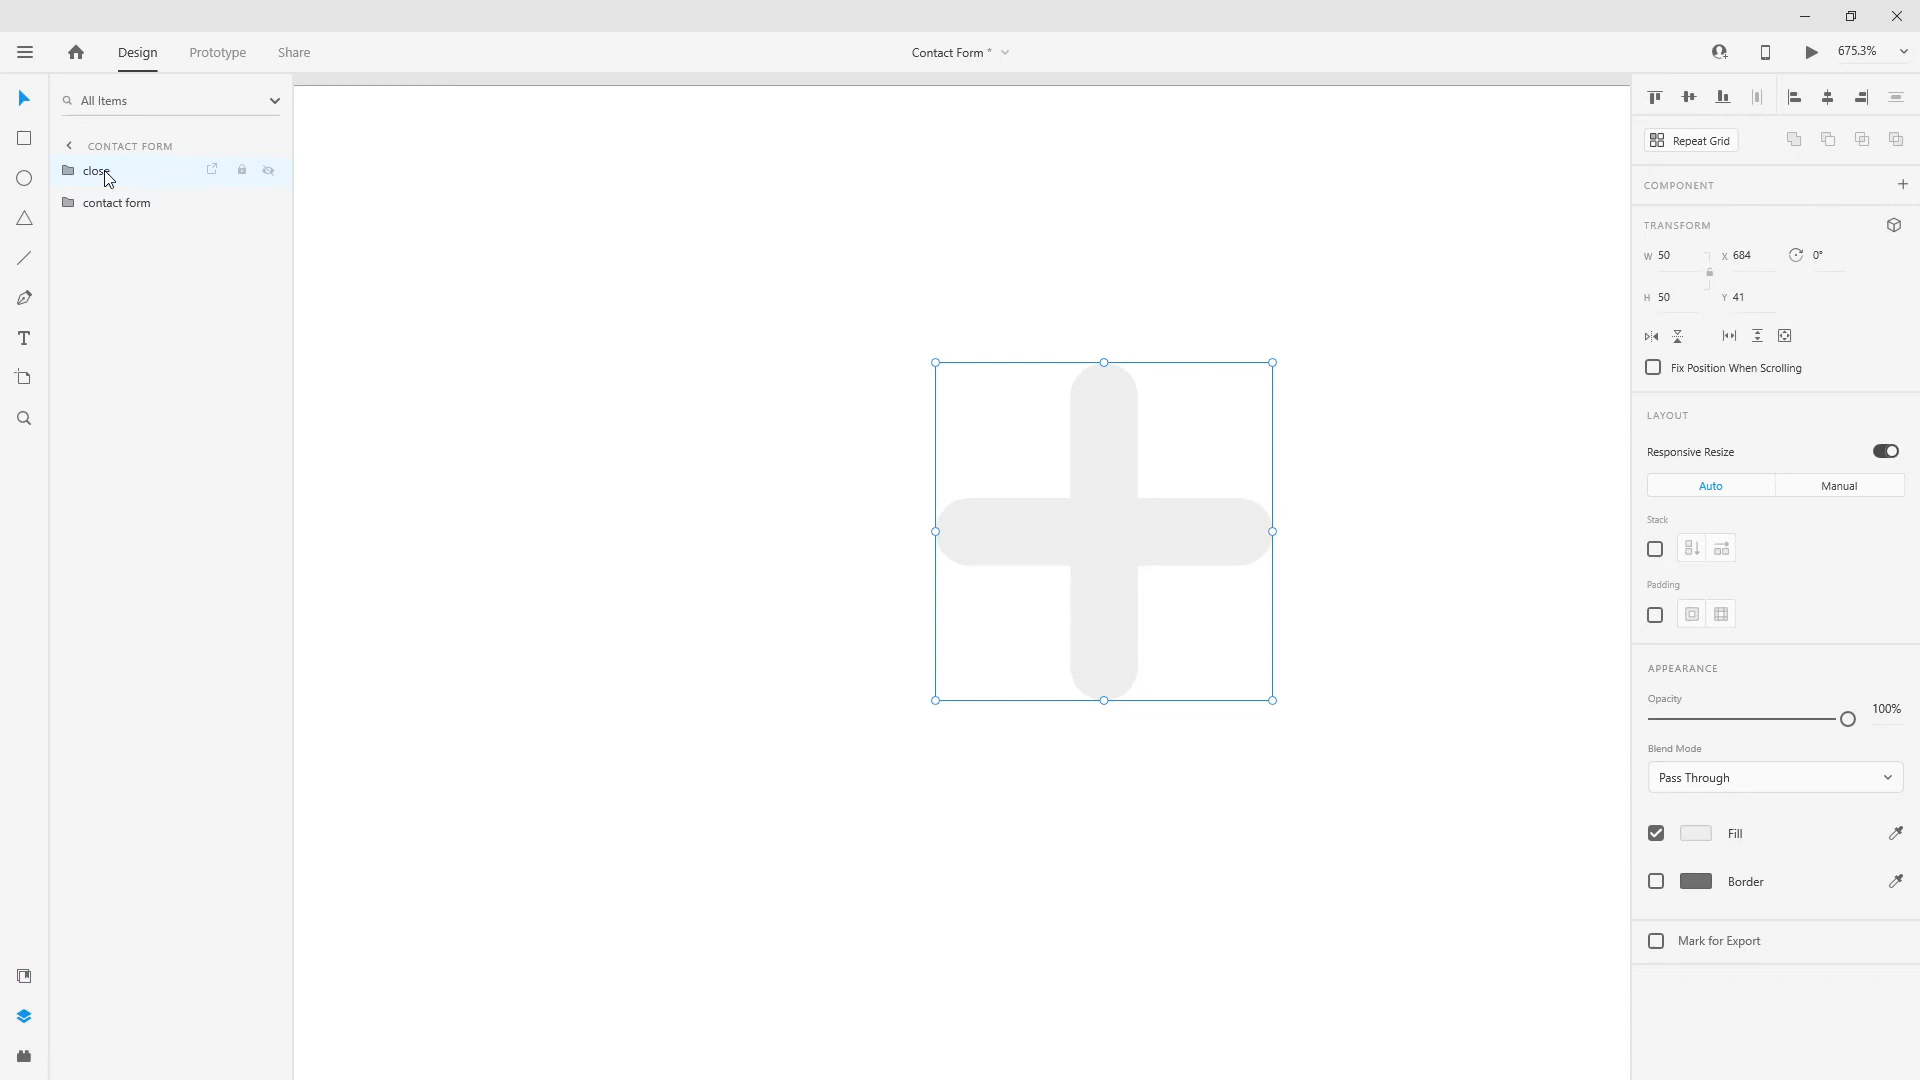 Design
Prototype
Share
Contact Form *
675.3%
All Items
CONTACT FORM
close
contact form
Repeat Grid
COMPONENT
TRANSFORM
W 50
X 684
0°
H 50
Y 41
Fix Position When Scrolling
LAYOUT
Responsive Resize
Auto
Manual
Stack
Padding
APPEARANCE
Opacity
100%
Blend Mode
Pass Through
Fill
Border
Mark for Export